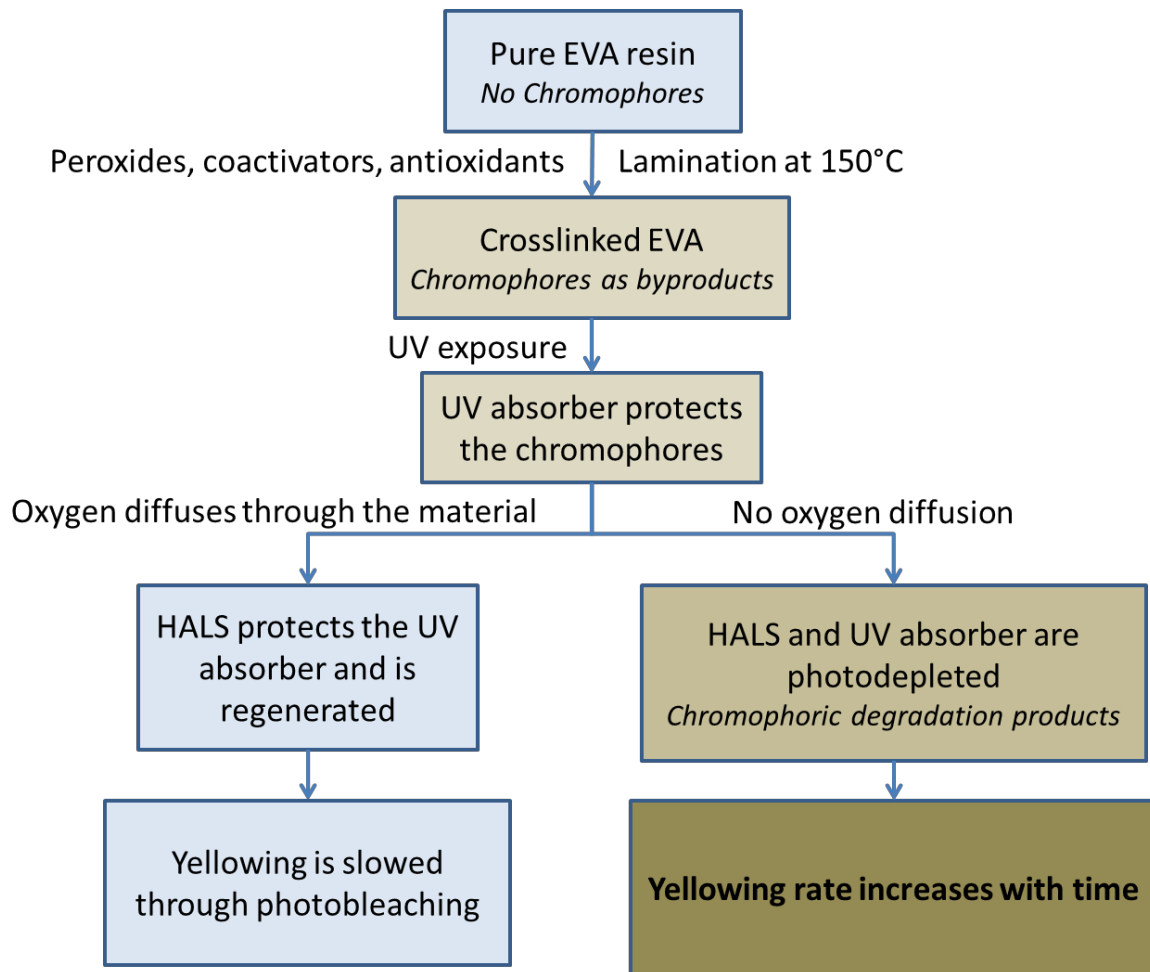 Pure EVA resin
No Chromophores
Peroxides, coactivators, antioxidants
Lamination at 150°C
Crosslinked EVA
Chromophores as byproducts
UV exposure
UV absorber protects
the chromophores
Oxygen diffuses through the material
No oxygen diffusion
HALS protects the UV
absorber and is
regenerated
HALS and UV absorber are
photodepleted
Chromophoric degradation products
Yellowing is slowed
through photobleaching
Yellowing rate increases with time